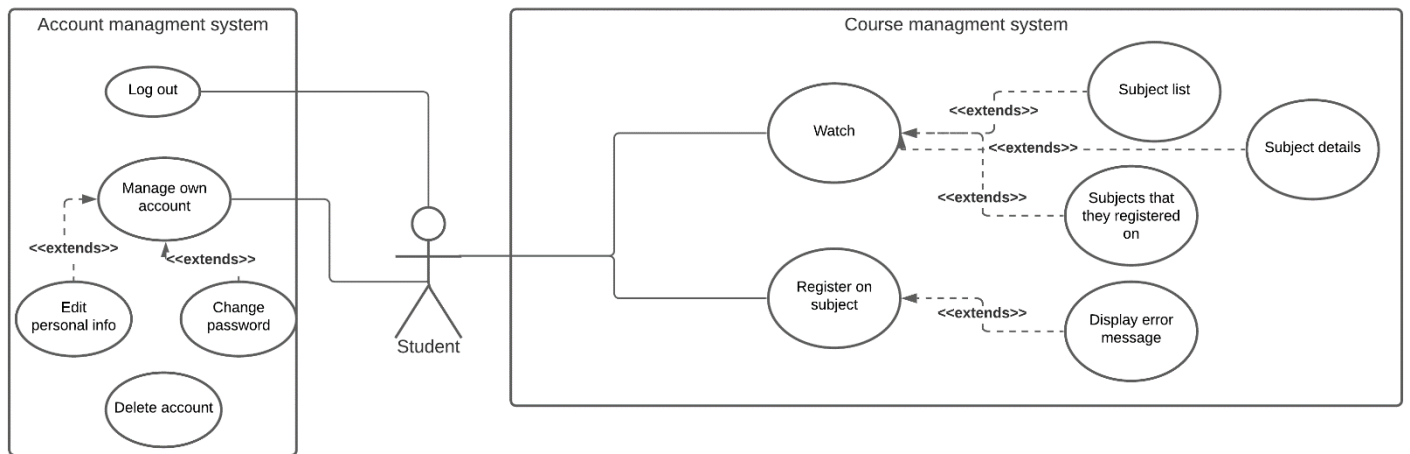 Account managment system
Log out
Manage own
account
<<extends>>
<<extends>>
Edit
personal info
Change
password
Delete account
Student
Course managment system
Watch
<<extends>>
Subject list
<<extends>>
Subject details
<<extends>>
Subjects that
they registered
on
Register on
subject
<<extends>>
Display error
message